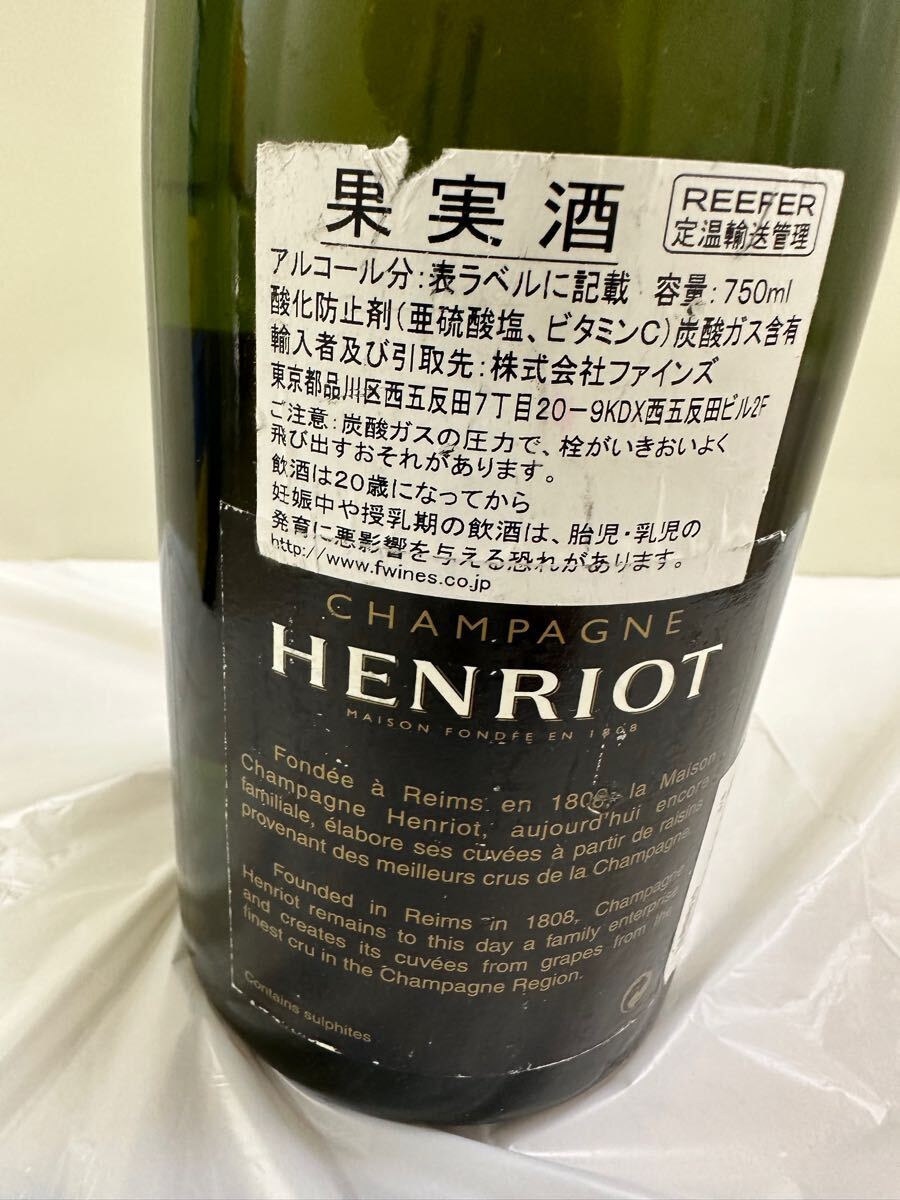 果実酒
REEFER
定温輸送管理
アルコール分:表ラベルに記載 容量:750ml
酸化防止剤(亜硫酸塩、ビタミンC)炭酸ガス含有
輸入者及び引取先:株式会社ファインズ
東京都品川区西五反田7丁目20-9KDX西五反田ビル2F
ご注意:炭酸ガスの圧力で、栓がいきおいよく
飛び出すおそれがあります。
飲酒は20歳になってから
妊娠中や授乳期の飲酒は、胎児・乳児の
発育に悪影響を与える恐れがあります。
http://www.fwines.co.jp
CHAMPAGNE
HENRIOT
MAISON FONDÉE EN 1808
Fondée à Reims en 1808, la Maison
Champagne Henriot, aujourd'hui encore
familiale, élabore ses cuvées à partir de raisins
provenant des meilleurs crus de la Champagne.
Founded in Reims in 1808, Champagne
Henriot remains to this day a family enterprise
and creates its cuvées from grapes from the
finest cru in the Champagne Region.
Contains sulphites